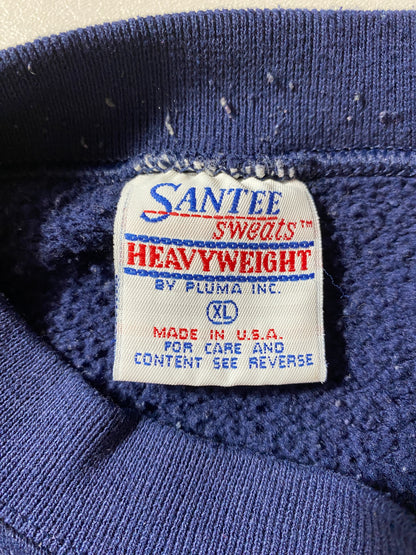 SANTEE
sweats™
HEAVYWEIGHT
BY PLUMA INC.
XL
MADE IN U.S.A.
FOR CARE AND
CONTENT SEE REVERSE